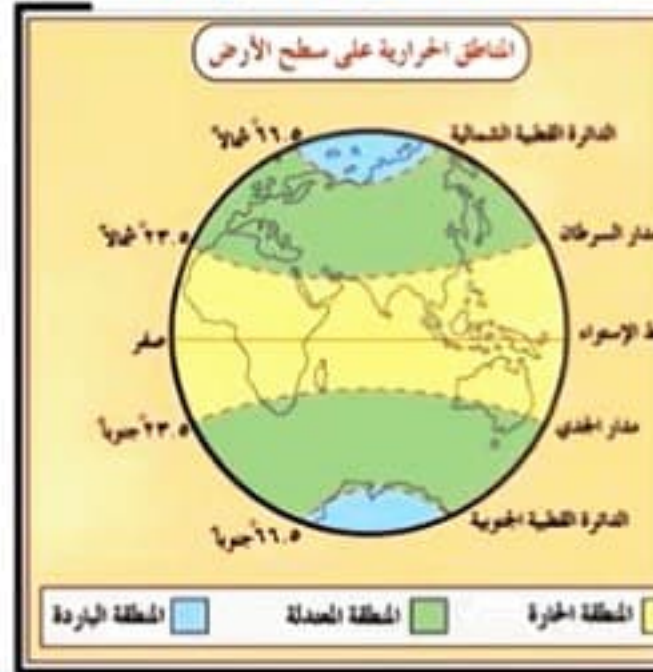 المناطق الحرارية على سطح الأرض
الدائرة القطبية الشمالية
٦٦.٥° شمالاً
مدار السرطان
٢٣.٥° شمالاً
الإستواء
صفر
مدار الجدي
٢٣.٥° جنوباً
الدائرة القطبية الجنوبية
٦٦.٥° جنوباً
المنطقة الحارة
المنطقة المعتدلة
المنطقة الباردة